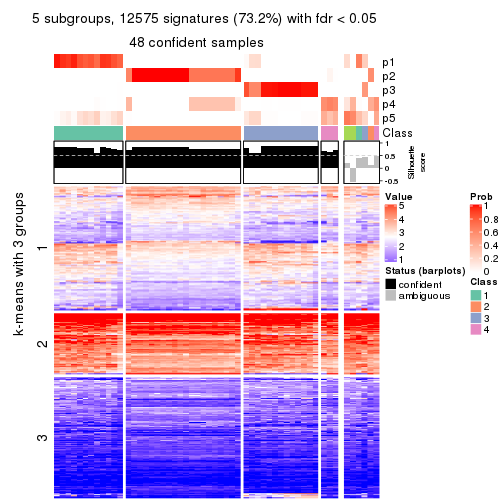 5 subgroups, 12575 signatures (73.2%) with fdr < 0.05
48 confident samples
p1
p2
p3
p4
p5
Class
1
0.5
0
-0.5
Silhouette
score
k-means with 3 groups
1
2
3
Value
5
4
3
2
1
Status (barplots)
confident
ambiguous
Prob
1
0.8
0.6
0.4
0.2
0
Class
1
2
3
4